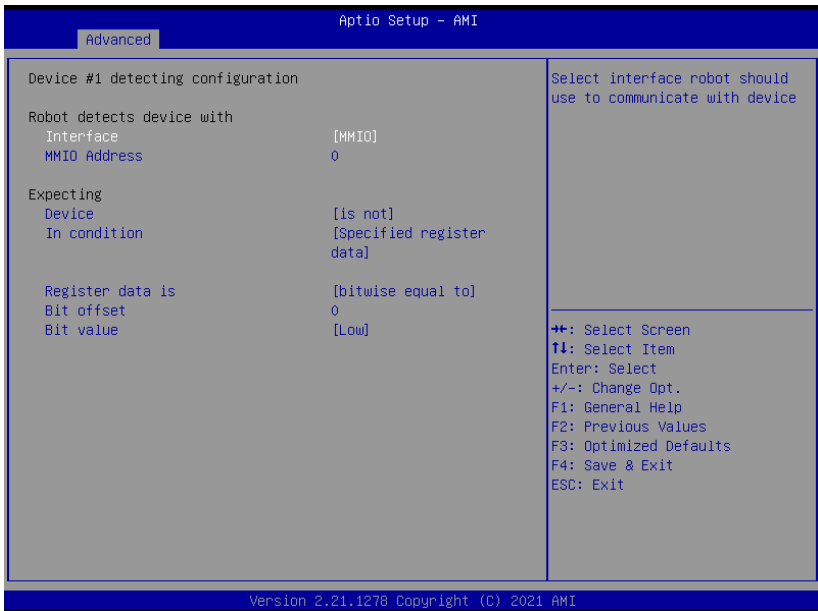 Aptio Setup – AMI
Advanced
Device #1 detecting configuration
Robot detects device with
Interface [MMIO]
MMIO Address 0
Expecting
Device [is not]
In condition [Specified register
data]
Register data is [bitwise equal to]
Bit offset 0
Bit value [Low]
Select interface robot should
use to communicate with device
→←: Select Screen
↑↓: Select Item
Enter: Select
+/-: Change Opt.
F1: General Help
F2: Previous Values
F3: Optimized Defaults
F4: Save & Exit
ESC: Exit
Version 2.21.1278 Copyright (C) 2021 AMI